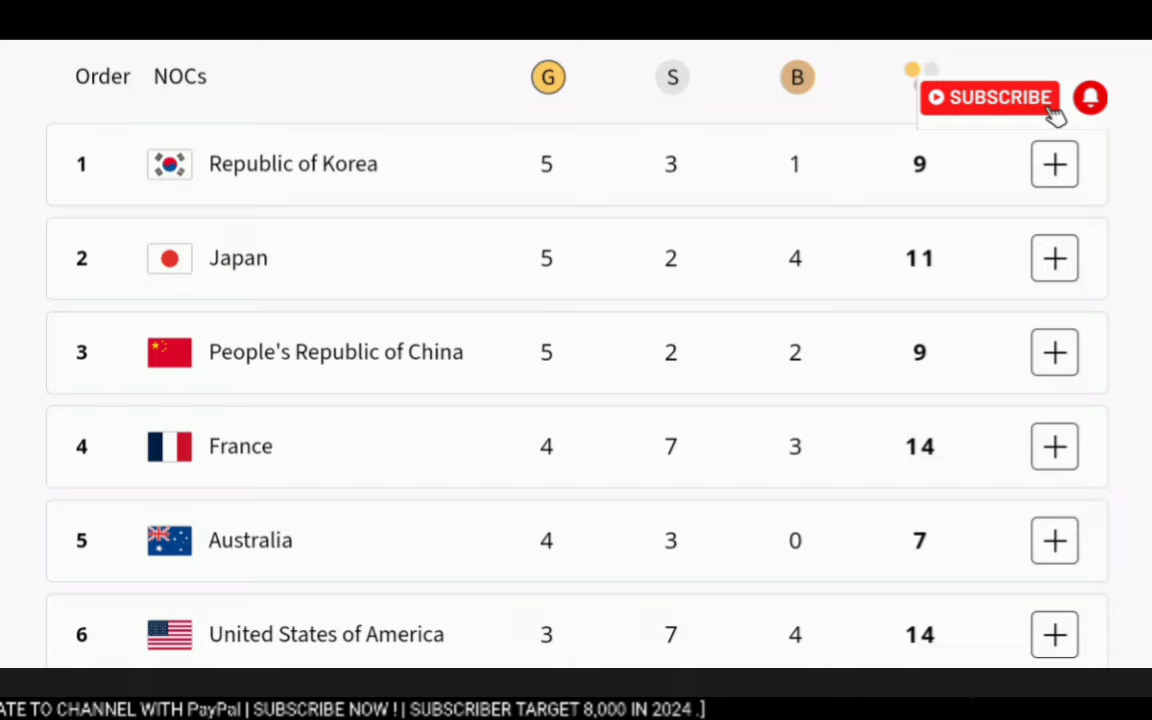 Order NOCs G S B
SUBSCRIBE
1 Republic of Korea 5 3 1 9
2 Japan 5 2 4 11
3 People's Republic of China 5 2 2 9
4 France 4 7 3 14
5 Australia 4 3 0 7
6 United States of America 3 7 4 14
ATE TO CHANNEL WITH PayPal | SUBSCRIBE NOW ! | SUBSCRIBER TARGET 8,000 IN 2024 .]